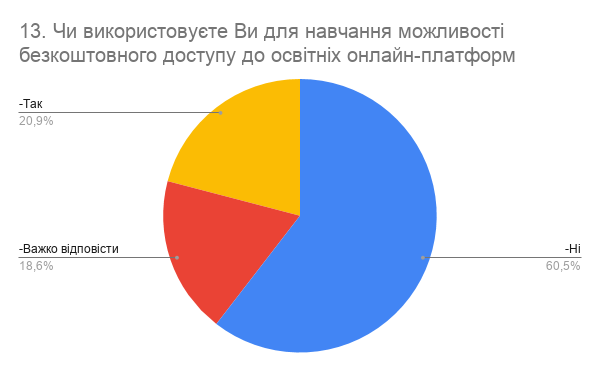 13. Чи використовуєте Ви для навчання можливості
безкоштовного доступу до освітніх онлайн-платформ
-Так
20,9%
-Важко відповісти
18,6%
-Ні
60,5%